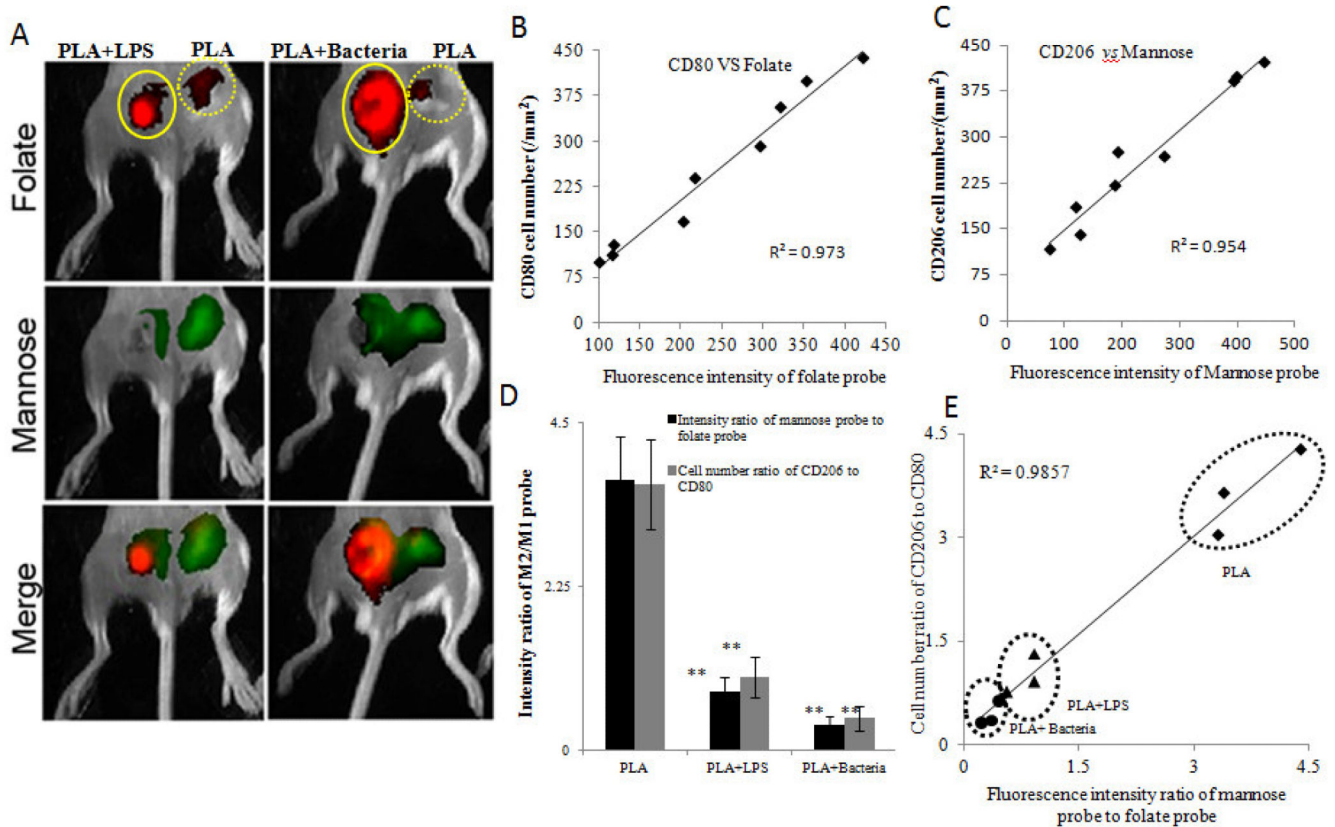 A
PLA+LPS PLA
PLA+Bacteria PLA
Folate
Mannose
Merge
B
CD80 VS Folate
450
375
300
225
150
75
0
CD80 cell number (/mm²)
R² = 0.973
100 150 200 250 300 350 400 450
Fluorescence intensity of folate probe
C
CD206 vs Mannose
450
375
300
225
150
75
0
CD206 cell number/(mm²)
R² = 0.954
0 100 200 300 400 500
Fluorescence intensity of Mannose probe
D
4.5
2.25
0
Intensity ratio of M2/M1 probe
Intensity ratio of mannose probe to
folate probe
Cell number ratio of CD206 to
CD80
**
**
** **
PLA PLA+LPS PLA+Bacteria
E
4.5
3
1.5
0
Cell number ratio of CD206 to CD80
R² = 0.9857
PLA
PLA+LPS
PLA+ Bacteria
0 1.5 3 4.5
Fluorescence intensity ratio of mannose
probe to folate probe